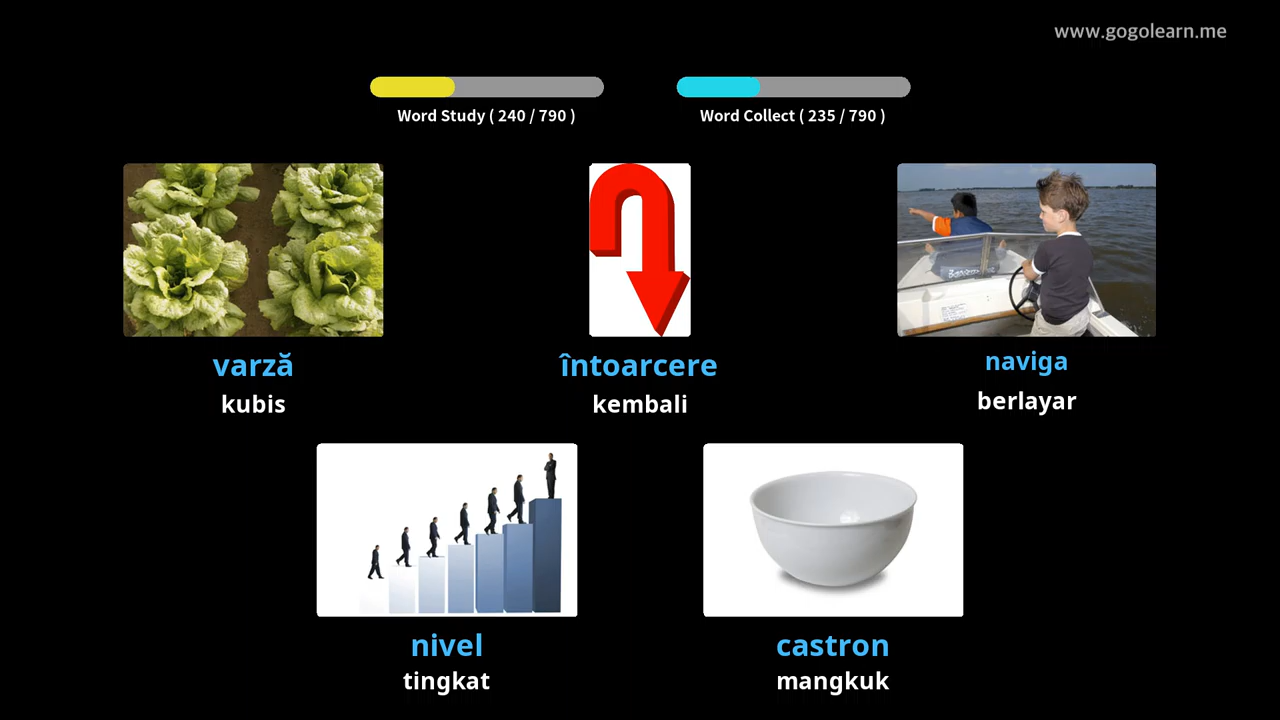 www.gogolearn.me
Word Study ( 240 / 790 )
Word Collect ( 235 / 790 )
varză
kubis
întoarcere
kembali
naviga
berlayar
nivel
tingkat
castron
mangkuk